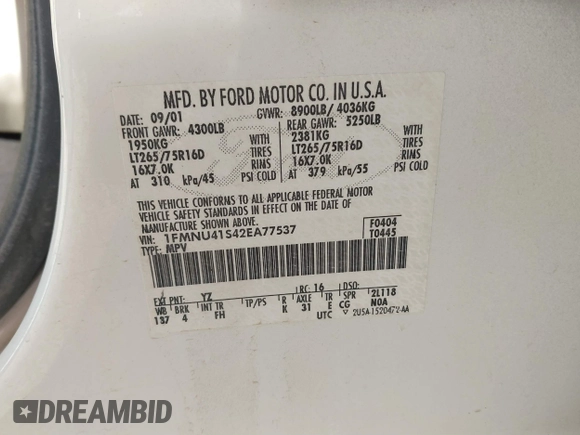 MFD. BY FORD MOTOR CO. IN U.S.A.
DATE: 09/01 GVWR: 8900LB/ 4036KG
FRONT GAWR: 4300LB REAR GAWR: 5250LB
1950KG WITH 2381KG WITH
LT265/75R16D TIRES LT265/75R16D TIRES
16X7.0K RIMS 16X7.0K RIMS
AT 310 kPa/45 PSI COLD AT 379 kPa/55 PSI COLD
THIS VEHICLE CONFORMS TO ALL APPLICABLE FEDERAL MOTOR
VEHICLE SAFETY STANDARDS IN EFFECT ON THE DATE OF
MANUFACTURE SHOWN ABOVE.
VIN: 1FMNU41S42EA77537 F0404
TYPE: MPV T0445
EXT PNT: YZ RC: 16 DSO:
WB BRK INT TR TP/PS R AXLE TR SPR 2L118
137 4 FH K 31 E CG NOA
UTC ▽ 2U5A-1520472-AA
DREAMBID